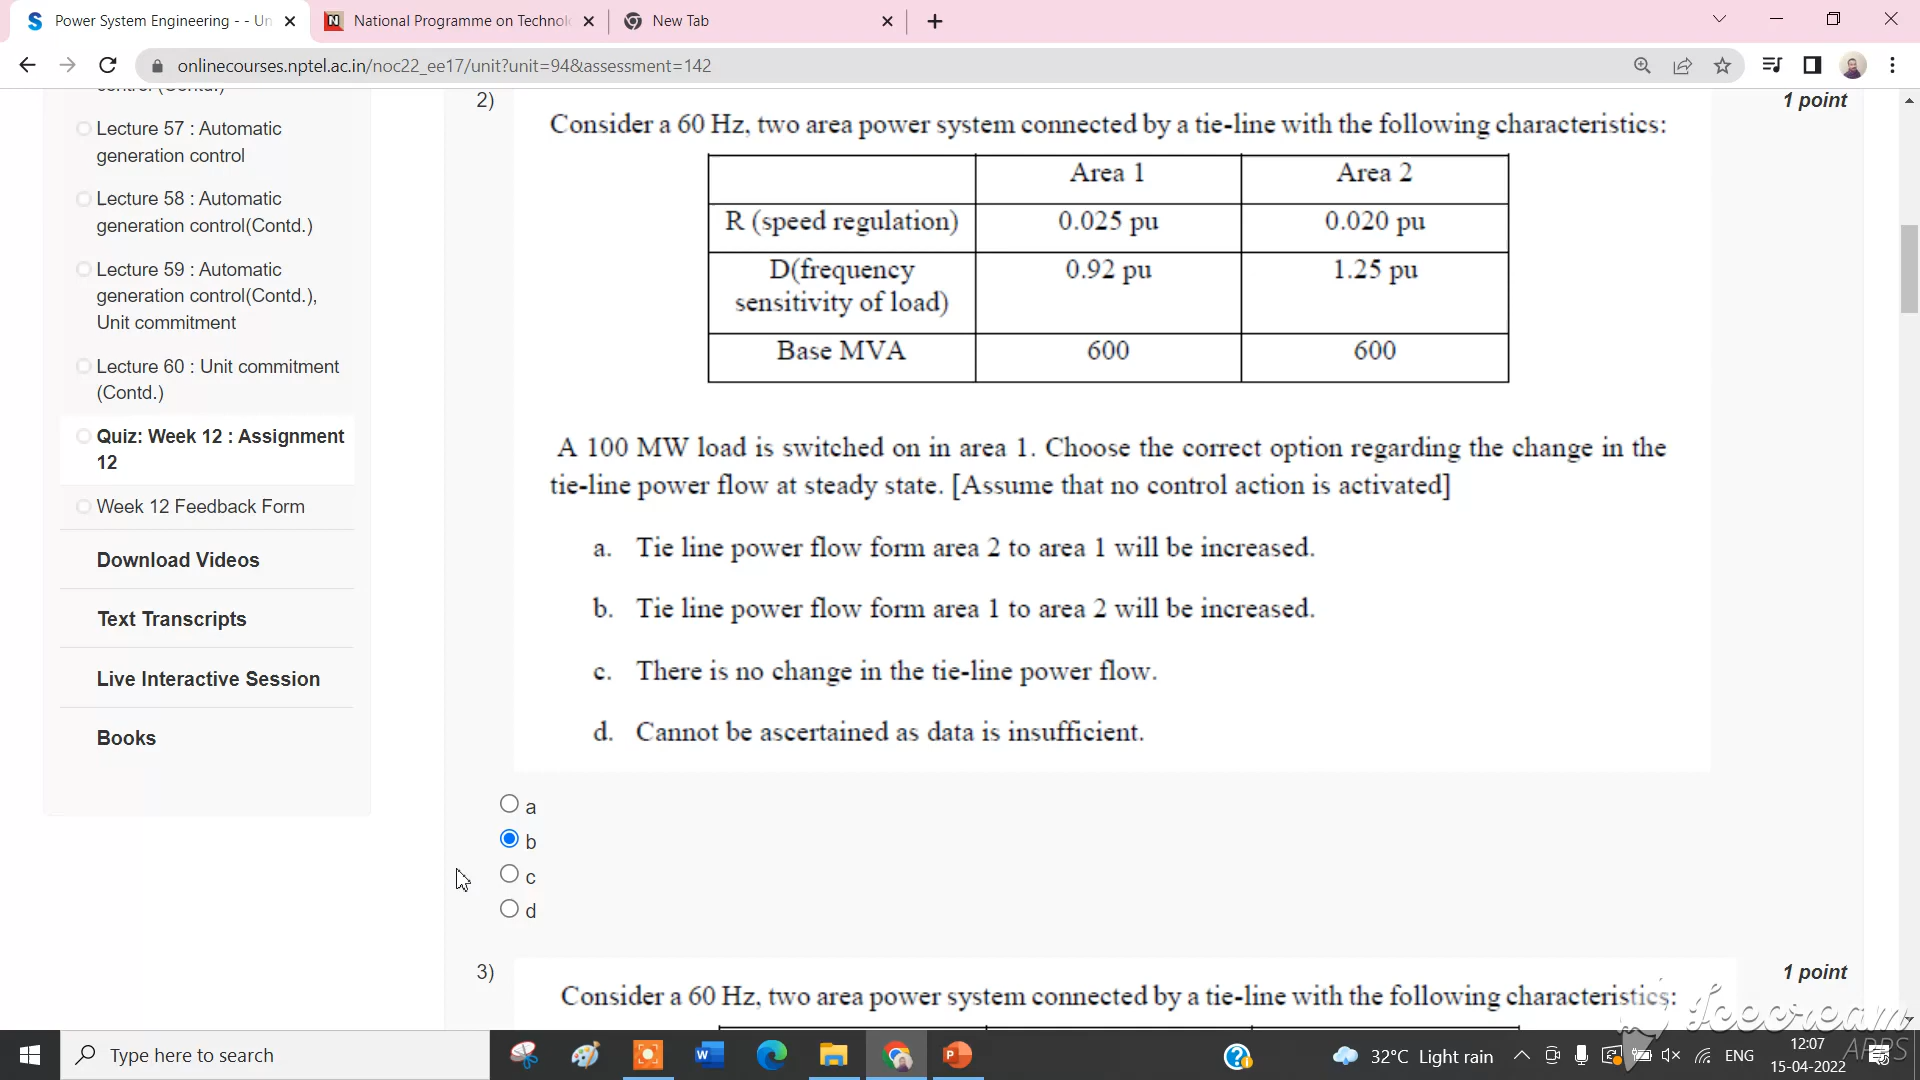 Power System Engineering - - Un
National Programme on Technol
New Tab
onlinecourses.nptel.ac.in/noc22_ee17/unit?unit=94&assessment=142
Lecture 57 : Automatic
generation control
Lecture 58 : Automatic
generation control(Contd.)
Lecture 59 : Automatic
generation control(Contd.),
Unit commitment
Lecture 60 : Unit commitment
(Contd.)
Quiz: Week 12 : Assignment
12
Week 12 Feedback Form
Download Videos
Text Transcripts
Live Interactive Session
Books
2)
1 point
Consider a 60 Hz, two area power system connected by a tie-line with the following characteristics:
Area 1 Area 2
R (speed regulation) 0.025 pu 0.020 pu
D(frequency
sensitivity of load) 0.92 pu 1.25 pu
Base MVA 600 600
A 100 MW load is switched on in area 1. Choose the correct option regarding the change in the
tie-line power flow at steady state. [Assume that no control action is activated]
a. Tie line power flow form area 2 to area 1 will be increased.
b. Tie line power flow form area 1 to area 2 will be increased.
c. There is no change in the tie-line power flow.
d. Cannot be ascertained as data is insufficient.
a
b
c
d
3)
1 point
Consider a 60 Hz, two area power system connected by a tie-line with the following characteristics:
Icecream
APPS
Type here to search
32°C Light rain
ENG
12:07
15-04-2022